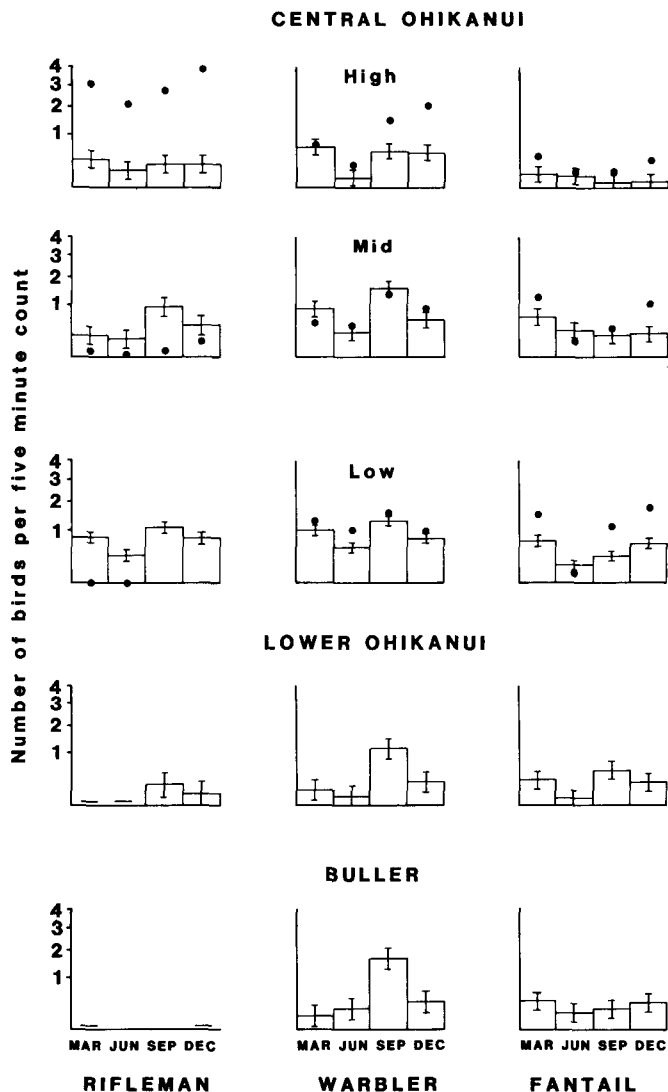 CENTRAL OHIKANUI
High
4
3
2
1
Mid
4
3
2
1
Low
4
3
2
1
Number of birds per five minute count
LOWER OHIKANUI
4
3
2
1
BULLER
4
3
2
1
MAR JUN SEP DEC MAR JUN SEP DEC MAR JUN SEP DEC
RIFLEMAN WARBLER FANTAIL